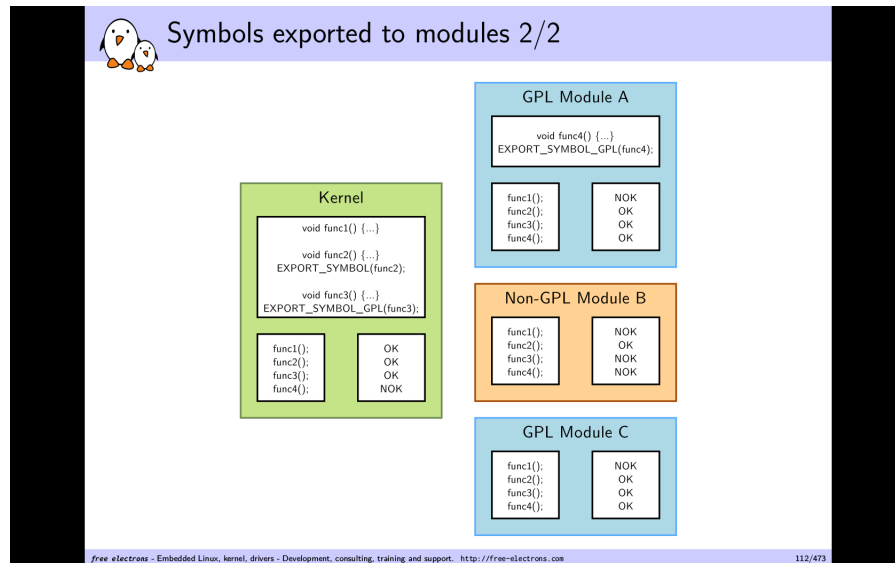 Symbols exported to modules 2/2
Kernel
void func1() {...}
void func2() {...}
EXPORT_SYMBOL(func2);
void func3() {...}
EXPORT_SYMBOL_GPL(func3);
func1(); OK
func2(); OK
func3(); OK
func4(); NOK
GPL Module A
void func4() {...}
EXPORT_SYMBOL_GPL(func4);
func1(); NOK
func2(); OK
func3(); OK
func4(); OK
Non-GPL Module B
func1(); NOK
func2(); OK
func3(); NOK
func4(); NOK
GPL Module C
func1(); NOK
func2(); OK
func3(); OK
func4(); OK
free electrons - Embedded Linux, kernel, drivers - Development, consulting, training and support. http://free-electrons.com 112/473